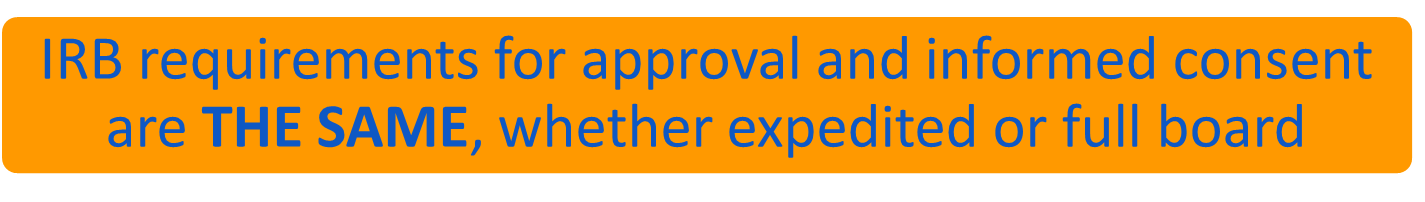 IRB requirements for approval and informed consent
are THE SAME, whether expedited or full board